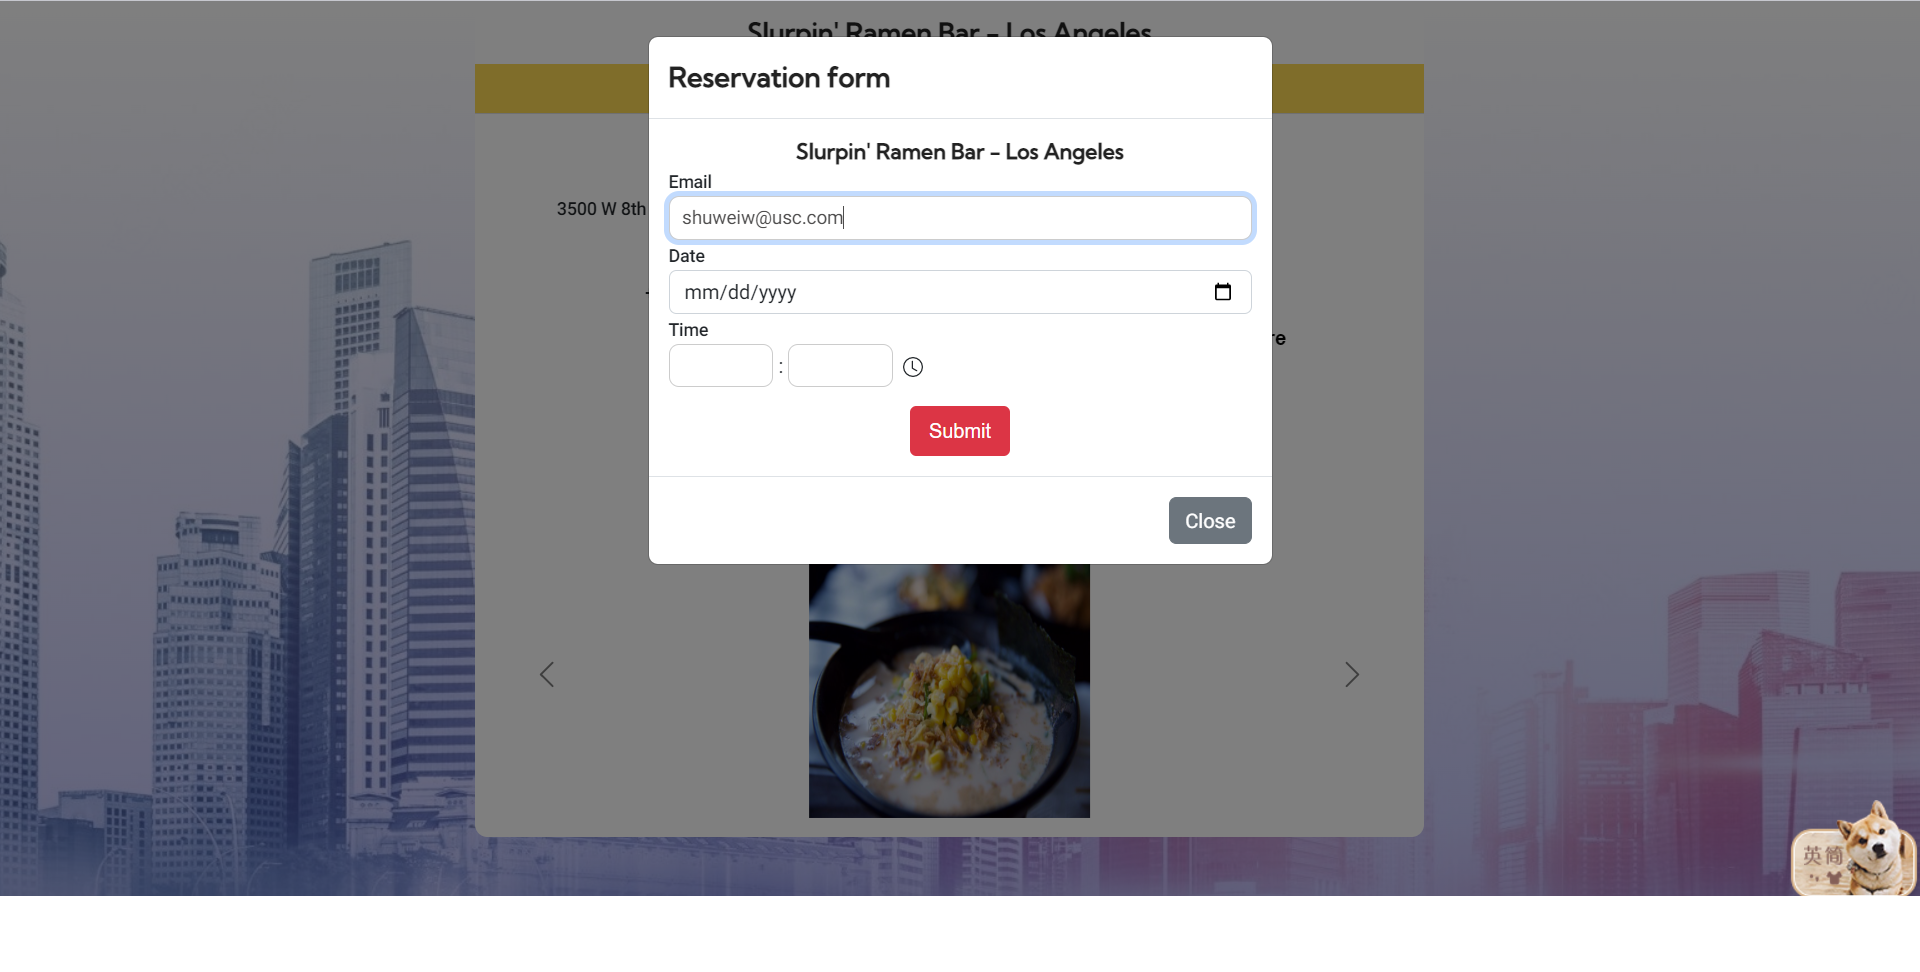 Slurpin' Ramen Bar - Los Angeles
Reservation form
Slurpin' Ramen Bar - Los Angeles
Email
3500 W 8th
shuweiw@usc.com
Date
mm/dd/yyyy
Time
re
:
Submit
Close
英简